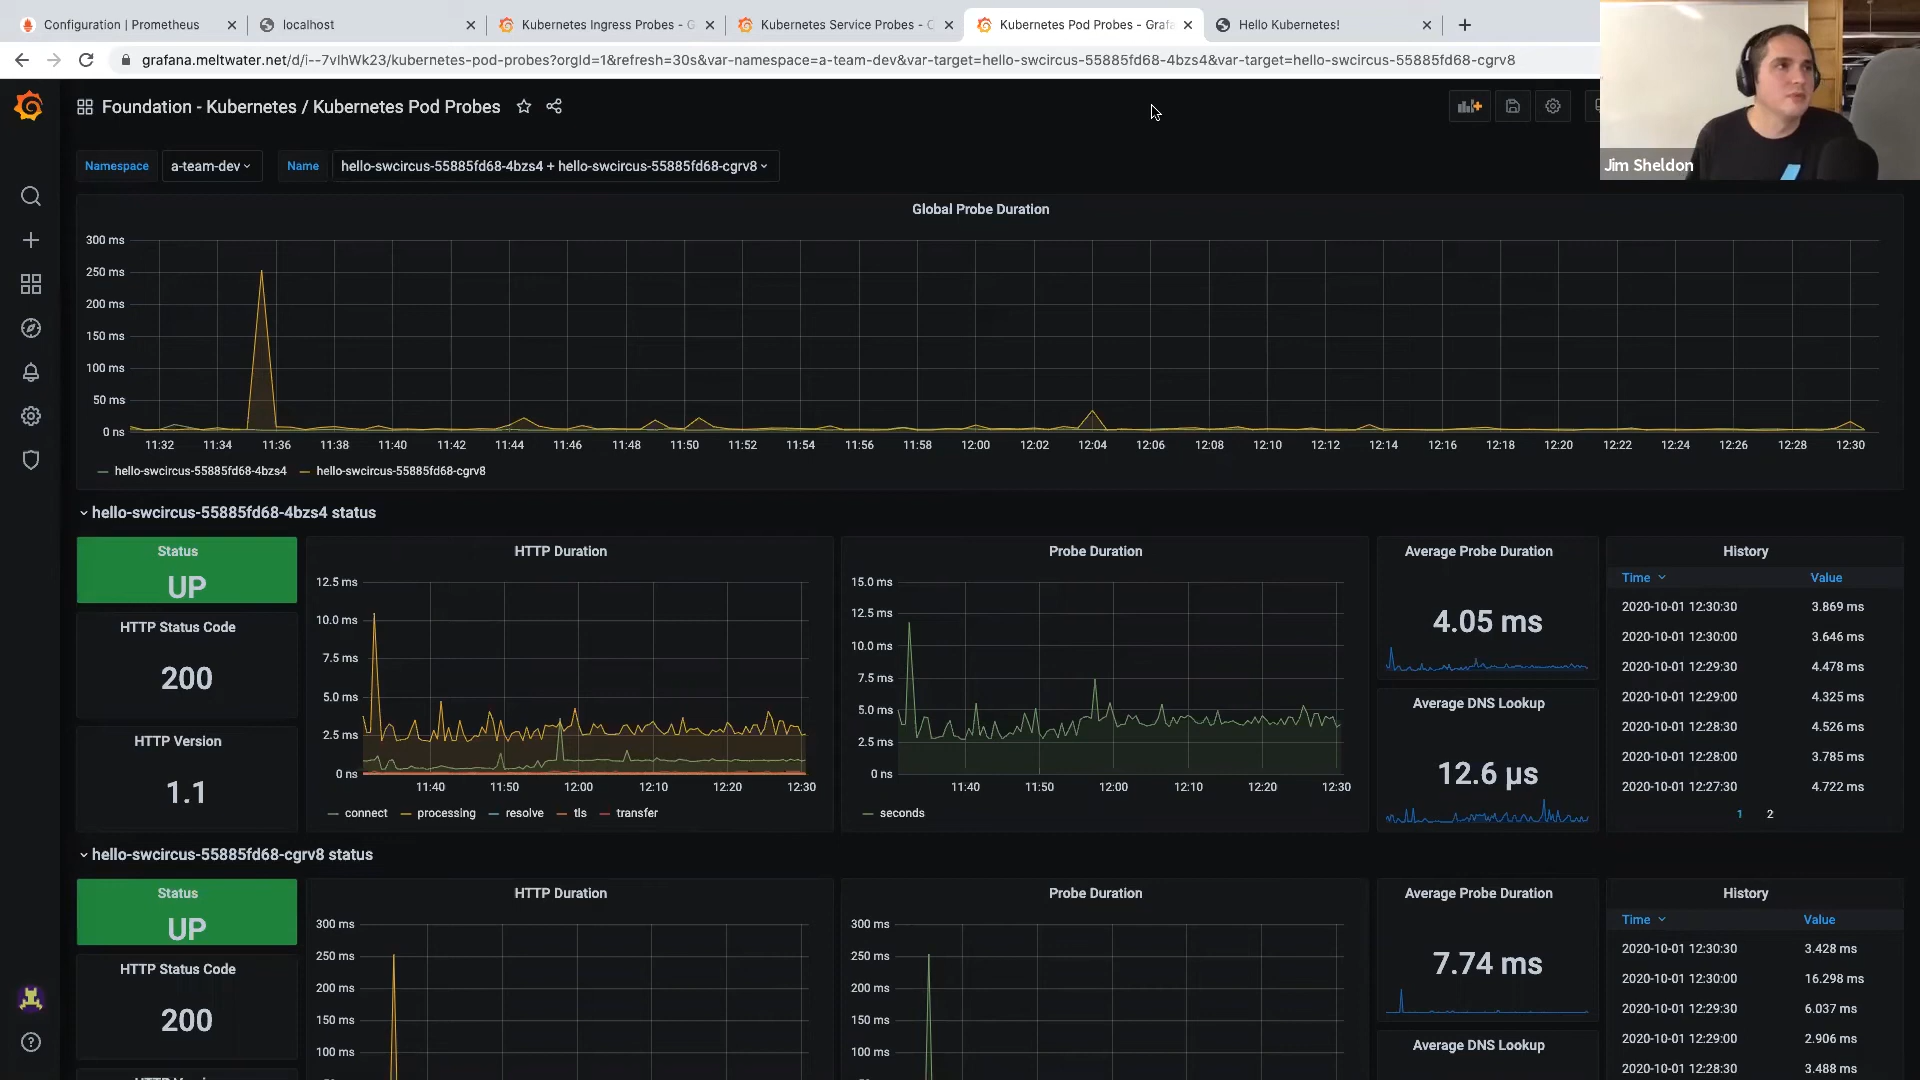 Configuration | Prometheus
localhost
Kubernetes Ingress Probes - G
Kubernetes Service Probes - G
Kubernetes Pod Probes - Grafa
Hello Kubernetes!
grafana.meltwater.net/d/i--7vIhWk23/kubernetes-pod-probes?orgId=1&refresh=30s&var-namespace=a-team-dev&var-target=hello-swcircus-55885fd68-4bzs4&var-target=hello-swcircus-55885fd68-cgrv8
Foundation - Kubernetes / Kubernetes Pod Probes
Jim Sheldon
Namespace a-team-dev Name hello-swcircus-55885fd68-4bzs4 + hello-swcircus-55885fd68-cgrv8
Global Probe Duration
300 ms
250 ms
200 ms
150 ms
100 ms
50 ms
0 ns
11:32 11:34 11:36 11:38 11:40 11:42 11:44 11:46 11:48 11:50 11:52 11:54 11:56 11:58 12:00 12:02 12:04 12:06 12:08 12:10 12:12 12:14 12:16 12:18 12:20 12:22 12:24 12:26 12:28 12:30
hello-swcircus-55885fd68-4bzs4 hello-swcircus-55885fd68-cgrv8
hello-swcircus-55885fd68-4bzs4 status
Status
UP
HTTP Status Code
200
HTTP Version
1.1
HTTP Duration
12.5 ms
10.0 ms
7.5 ms
5.0 ms
2.5 ms
0 ns
11:40 11:50 12:00 12:10 12:20 12:30
connect processing resolve tls transfer
Probe Duration
15.0 ms
12.5 ms
10.0 ms
7.5 ms
5.0 ms
2.5 ms
0 ns
11:40 11:50 12:00 12:10 12:20 12:30
seconds
Average Probe Duration
4.05 ms
Average DNS Lookup
12.6 µs
History
Time Value
2020-10-01 12:30:30 3.869 ms
2020-10-01 12:30:00 3.646 ms
2020-10-01 12:29:30 4.478 ms
2020-10-01 12:29:00 4.325 ms
2020-10-01 12:28:30 4.526 ms
2020-10-01 12:28:00 3.785 ms
2020-10-01 12:27:30 4.722 ms
1 2
hello-swcircus-55885fd68-cgrv8 status
Status
UP
HTTP Status Code
200
HTTP Duration
300 ms
250 ms
200 ms
150 ms
100 ms
Probe Duration
300 ms
250 ms
200 ms
150 ms
100 ms
Average Probe Duration
7.74 ms
Average DNS Lookup
History
Time Value
2020-10-01 12:30:30 3.428 ms
2020-10-01 12:30:00 16.298 ms
2020-10-01 12:29:30 6.037 ms
2020-10-01 12:29:00 2.906 ms
2020-10-01 12:28:30 3.488 ms